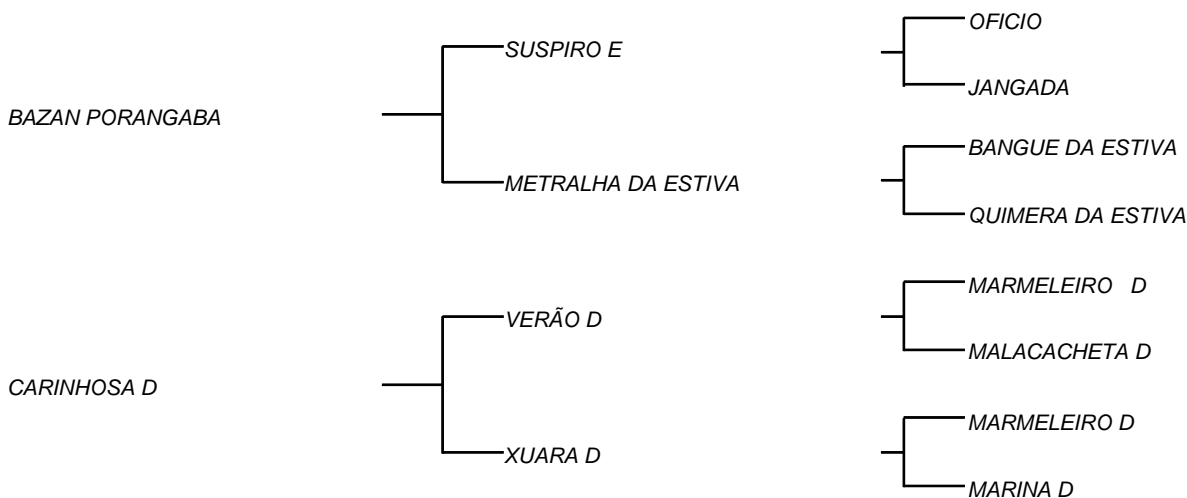 OFICIO
SUSPIRO E
JANGADA
BAZAN PORANGABA
BANGUE DA ESTIVA
METRALHA DA ESTIVA
QUIMERA DA ESTIVA
MARMELEIRO D
VERÃO D
MALACACHETA D
CARINHOSA D
MARMELEIRO D
XUARA D
MARINA D